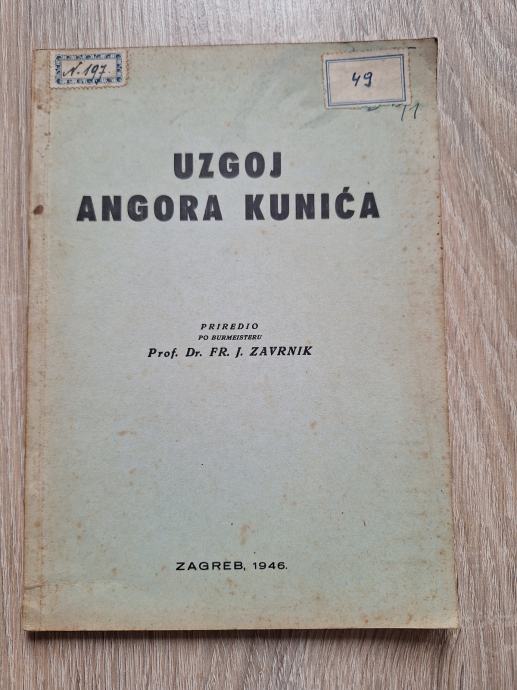 N. 197.
49
UZGOJ
ANGORA KUNIĆA
PRIREDIO
PO BURMEISTERU
Prof. Dr. FR. J. ZAVRNIK
ZAGREB, 1946.